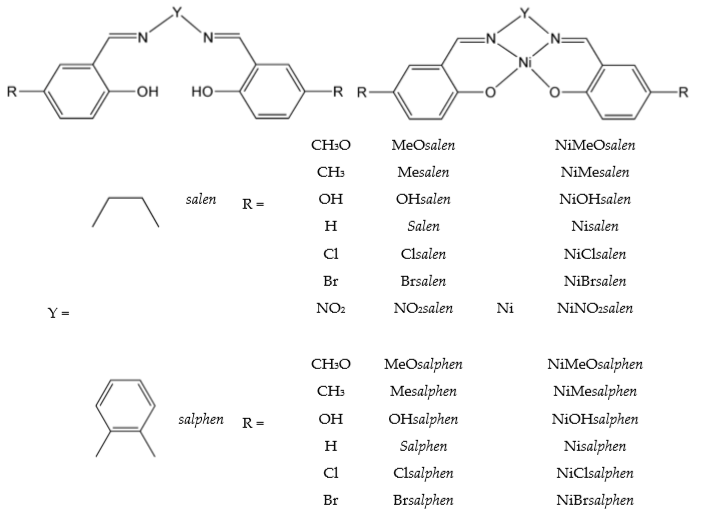 Y Y
N N N N
Ni
R OH HO R R O O R
CH₃O MeOsalen NiMeOsalen
CH₃ Mesalen NiMesalen
salen R = OH OHsalen NiOHsalen
H Salen Nisalen
Cl Clsalen NiClsalen
Br Brsalen NiBrsalen
Y = NO₂ NO₂salen Ni NiNO₂salen
CH₃O MeOsalphen NiMeOsalphen
CH₃ Mesalphen NiMesalphen
salphen R = OH OHsalphen NiOHsalphen
H Salphen Nisalphen
Cl Clsalphen NiClsalphen
Br Brsalphen NiBrsalphen